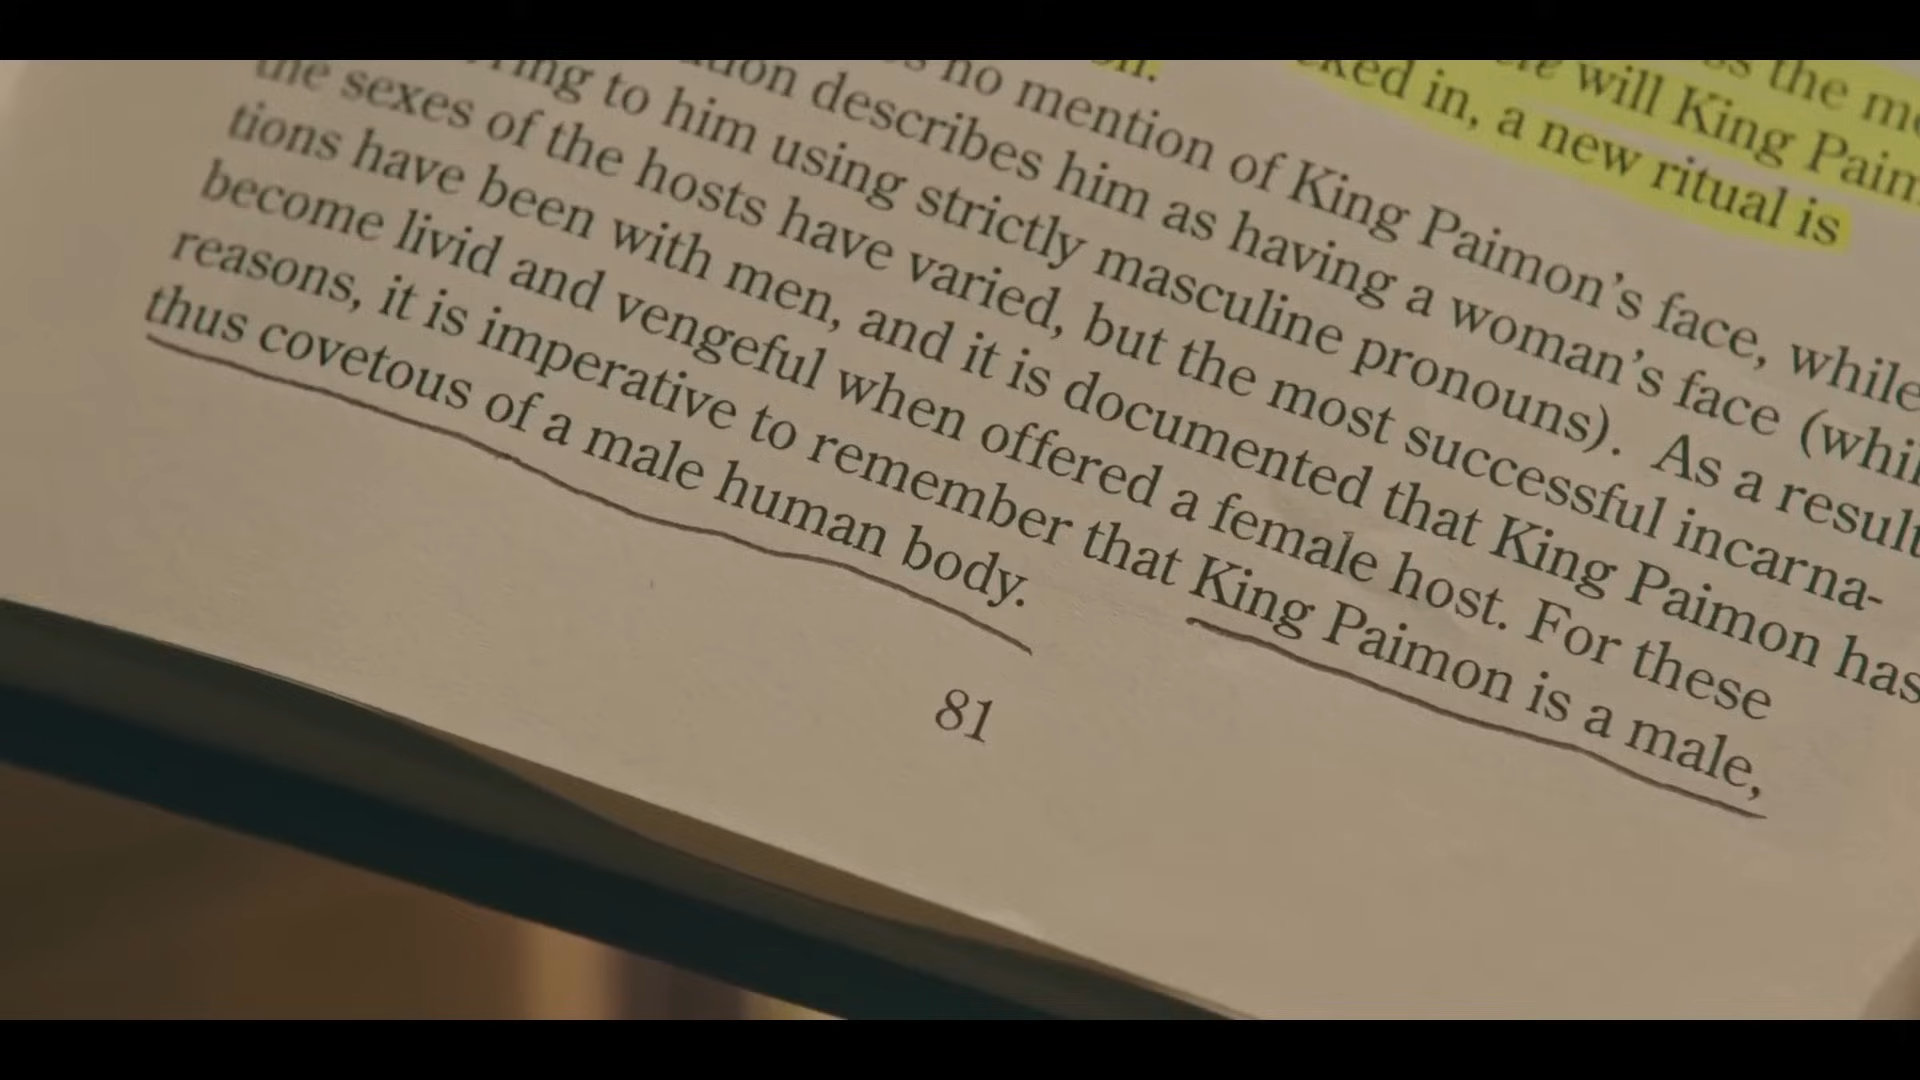 the
will King
in, a new ritual is
no mention of King Paimon's face, while
describes him as having a woman's face
to him using strictly masculine pronouns). As a result
the sexes of the hosts have varied, but the most successful incarna-
tions have been with men, and it is documented that King Paimon has
become livid and vengeful when offered a female host. For these
reasons, it is imperative to remember that King Paimon is a male,
thus covetous of a male human body.
81